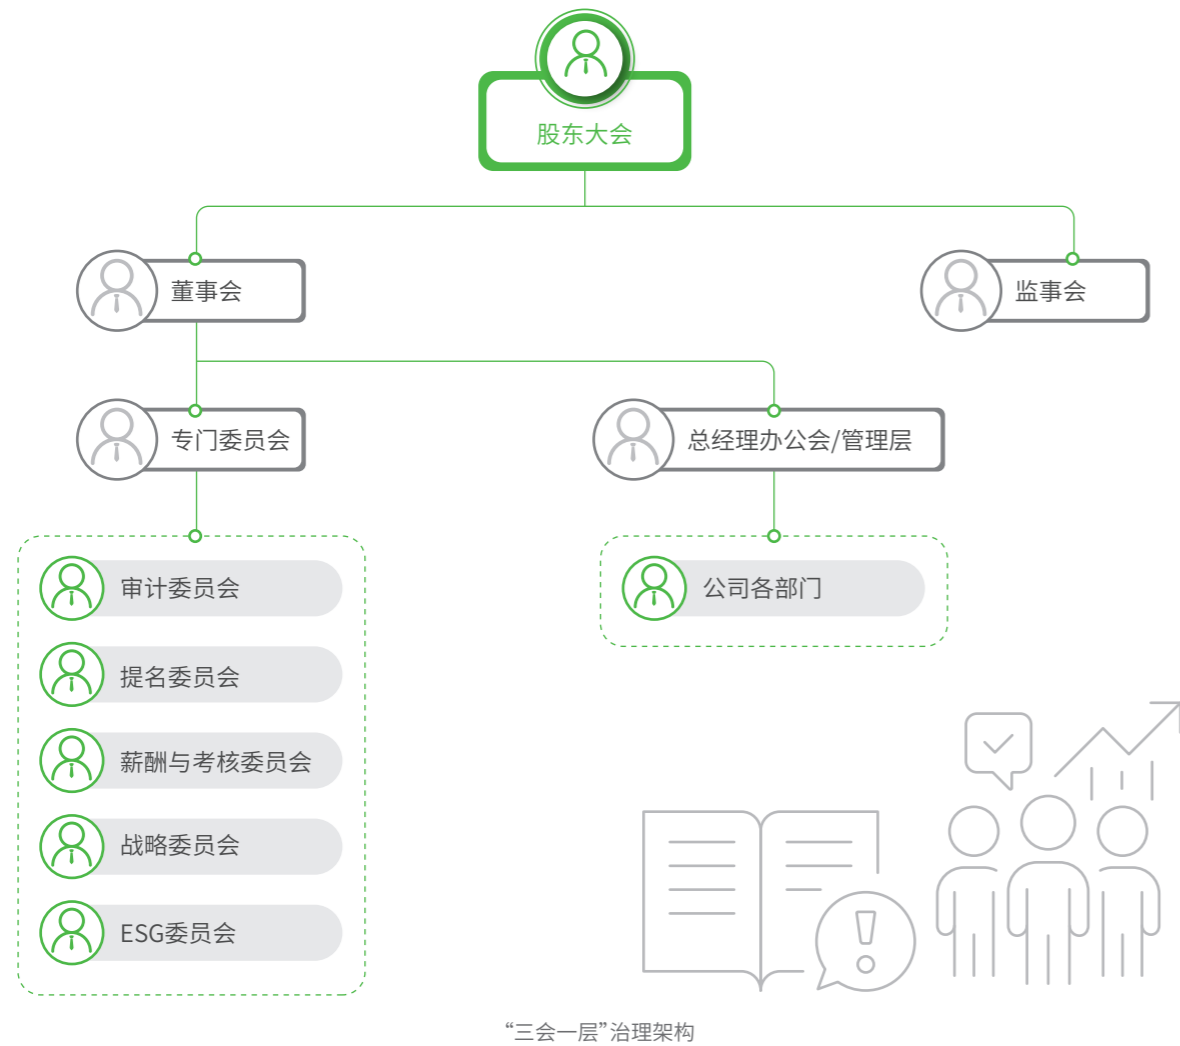 股东大会
董事会
监事会
专门委员会
总经理办公会/管理层
审计委员会
公司各部门
提名委员会
薪酬与考核委员会
战略委员会
ESG委员会
“三会一层”治理架构